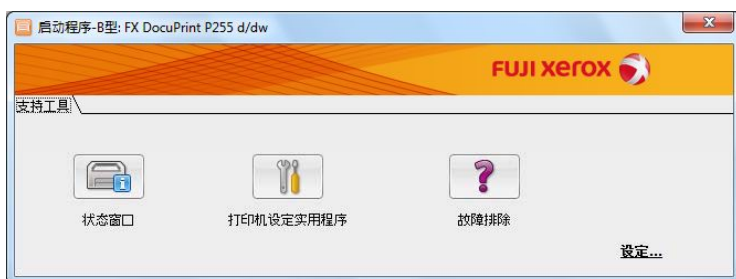 启动程序-B型: FX DocuPrint P255 d/dw
FUJI xerox
支持工具
状态窗口 打印机设定实用程序 故障排除
设定...